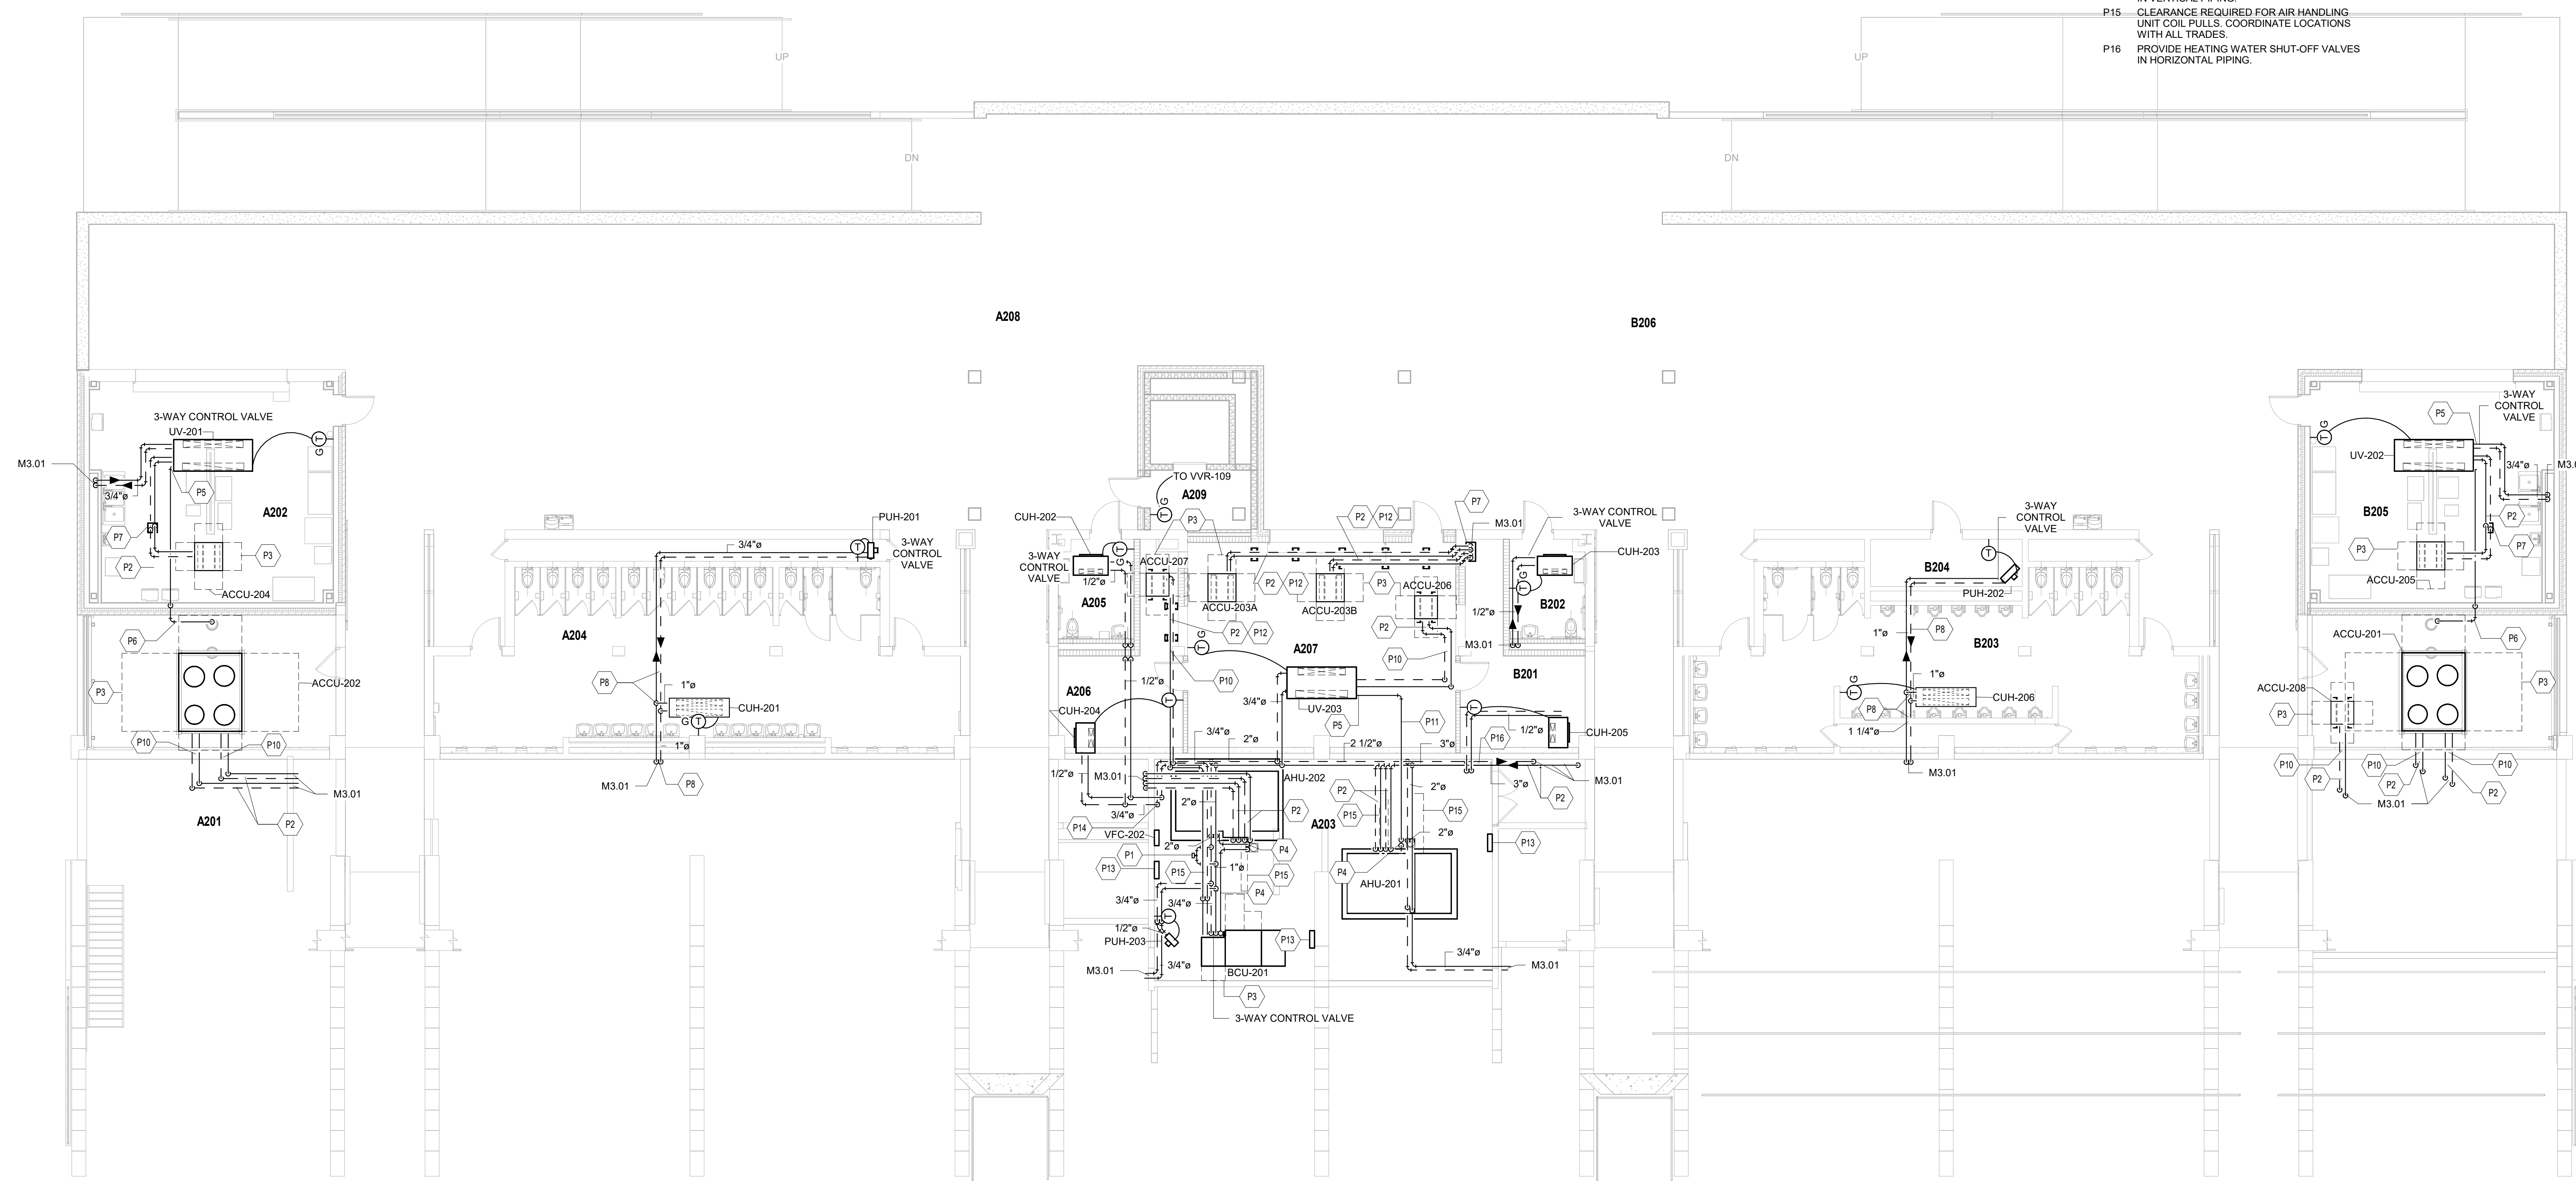 IN VERTICAL PIPING.
P15 CLEARANCE REQUIRED FOR AIR HANDLING
UNIT COIL PULLS. COORDINATE LOCATIONS
WITH ALL TRADES.
P16 PROVIDE HEATING WATER SHUT-OFF VALVES
IN HORIZONTAL PIPING.
UP
UP
DN
DN
A208
B206
3-WAY CONTROL VALVE
UV-201
G
T
M3.01
3/4"ø
P5
A202
P7
P3
P2
ACCU-204
P6
P3
ACCU-202
P10
P10
M3.01
A201
P2
3/4"ø
PUH-201
T
3-WAY
CONTROL
VALVE
A204
P8
1"ø
CUH-201
G
T
1"ø
M3.01
P8
TO VVR-109
A209
T
G
CUH-202
P3
P2
P12
P7
M3.01
3-WAY CONTROL
VALVE
3-WAY
CONTROL
VALVE
T
G
ACCU-207
CUH-203
1/2"ø
A205
ACCU-203A
P2
P12
ACCU-203B
P3
ACCU-206
T
G
B202
1/2"ø
P2
P12
P2
M3.01
T
G
A207
P10
P10
B201
1/2"ø
A206
CUH-204
T
3/4"ø
UV-203
P5
P11
T
G
1/2"ø
CUH-205
3/4"ø
2"ø
2 1/2"ø
3"ø
P16
1/2"ø
M3.01
AHU-202
M3.01
3"ø
P2
2"ø
P2
P2
2"ø
P15
P15
3/4"ø
P14
A203
VFC-202
2"ø
2"ø
P13
P1
P4
P13
P15
1"ø
P15
P4
P4
AHU-201
3/4"ø
3/4"ø
T
1/2"ø
PUH-203
P13
3/4"ø
3/4"ø
M3.01
M3.01
BCU-201
P3
3-WAY CONTROL VALVE
3-WAY
CONTROL
VALVE
T
B204
PUH-202
1"ø
P8
B203
1"ø
T
G
CUH-206
P8
1 1/4"ø
M3.01
3-WAY
CONTROL
VALVE
P5
T
G
UV-202
3/4"ø
P2
B205
P3
P7
ACCU-205
ACCU-201
P6
ACCU-208
P3
P3
P10
P10
P10
P2
P2
P2
M3.01